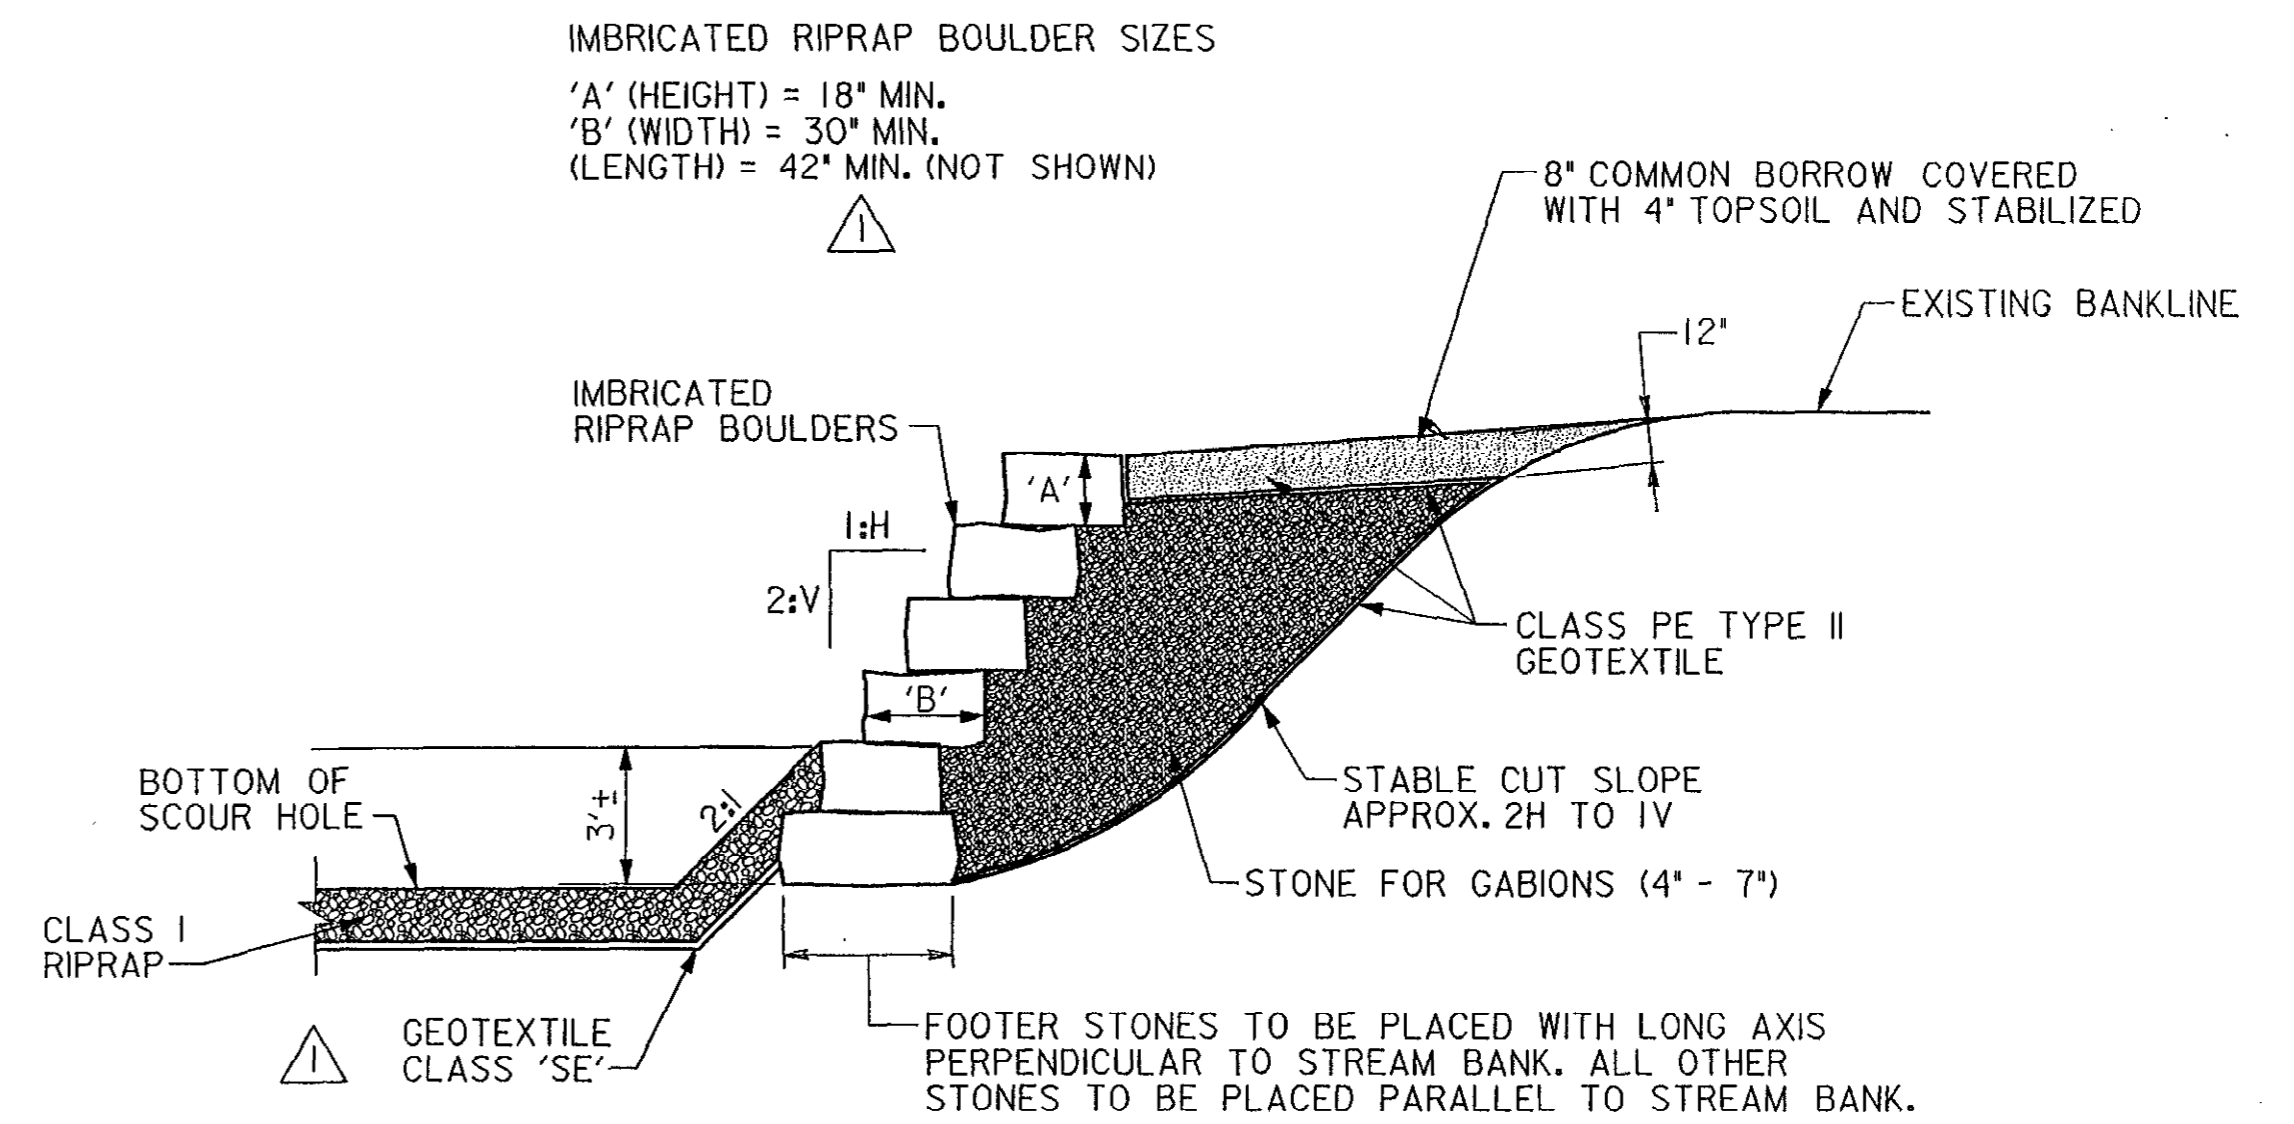 IMBRICATED RIPRAP BOULDER SIZES
'A' (HEIGHT) = 18" MIN.
'B' (WIDTH) = 30" MIN.
(LENGTH) = 42" MIN. (NOT SHOWN)
1
8" COMMON BORROW COVERED
WITH 4" TOPSOIL AND STABILIZED
EXISTING BANKLINE
12"
IMBRICATED
RIPRAP BOULDERS
'A'
1:H
2:V
CLASS PE TYPE II
GEOTEXTILE
'B'
BOTTOM OF
SCOUR HOLE
3'±
2:1
STABLE CUT SLOPE
APPROX. 2H TO 1V
STONE FOR GABIONS (4" - 7")
CLASS I
RIPRAP
1
GEOTEXTILE
CLASS 'SE'
FOOTER STONES TO BE PLACED WITH LONG AXIS
PERPENDICULAR TO STREAM BANK. ALL OTHER
STONES TO BE PLACED PARALLEL TO STREAM BANK.